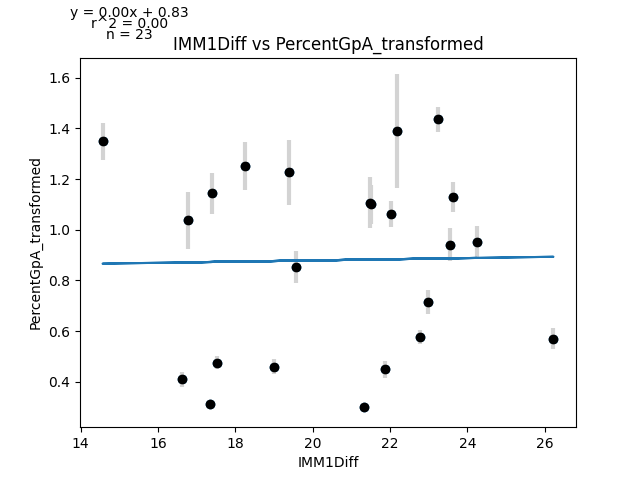 y = 0.00x + 0.83
r^2 = 0.00
n = 23
IMM1Diff vs PercentGpA_transformed
PercentGpA_transformed
1.6
1.4
1.2
1.0
0.8
0.6
0.4
14 16 18 20 22 24 26
IMM1Diff